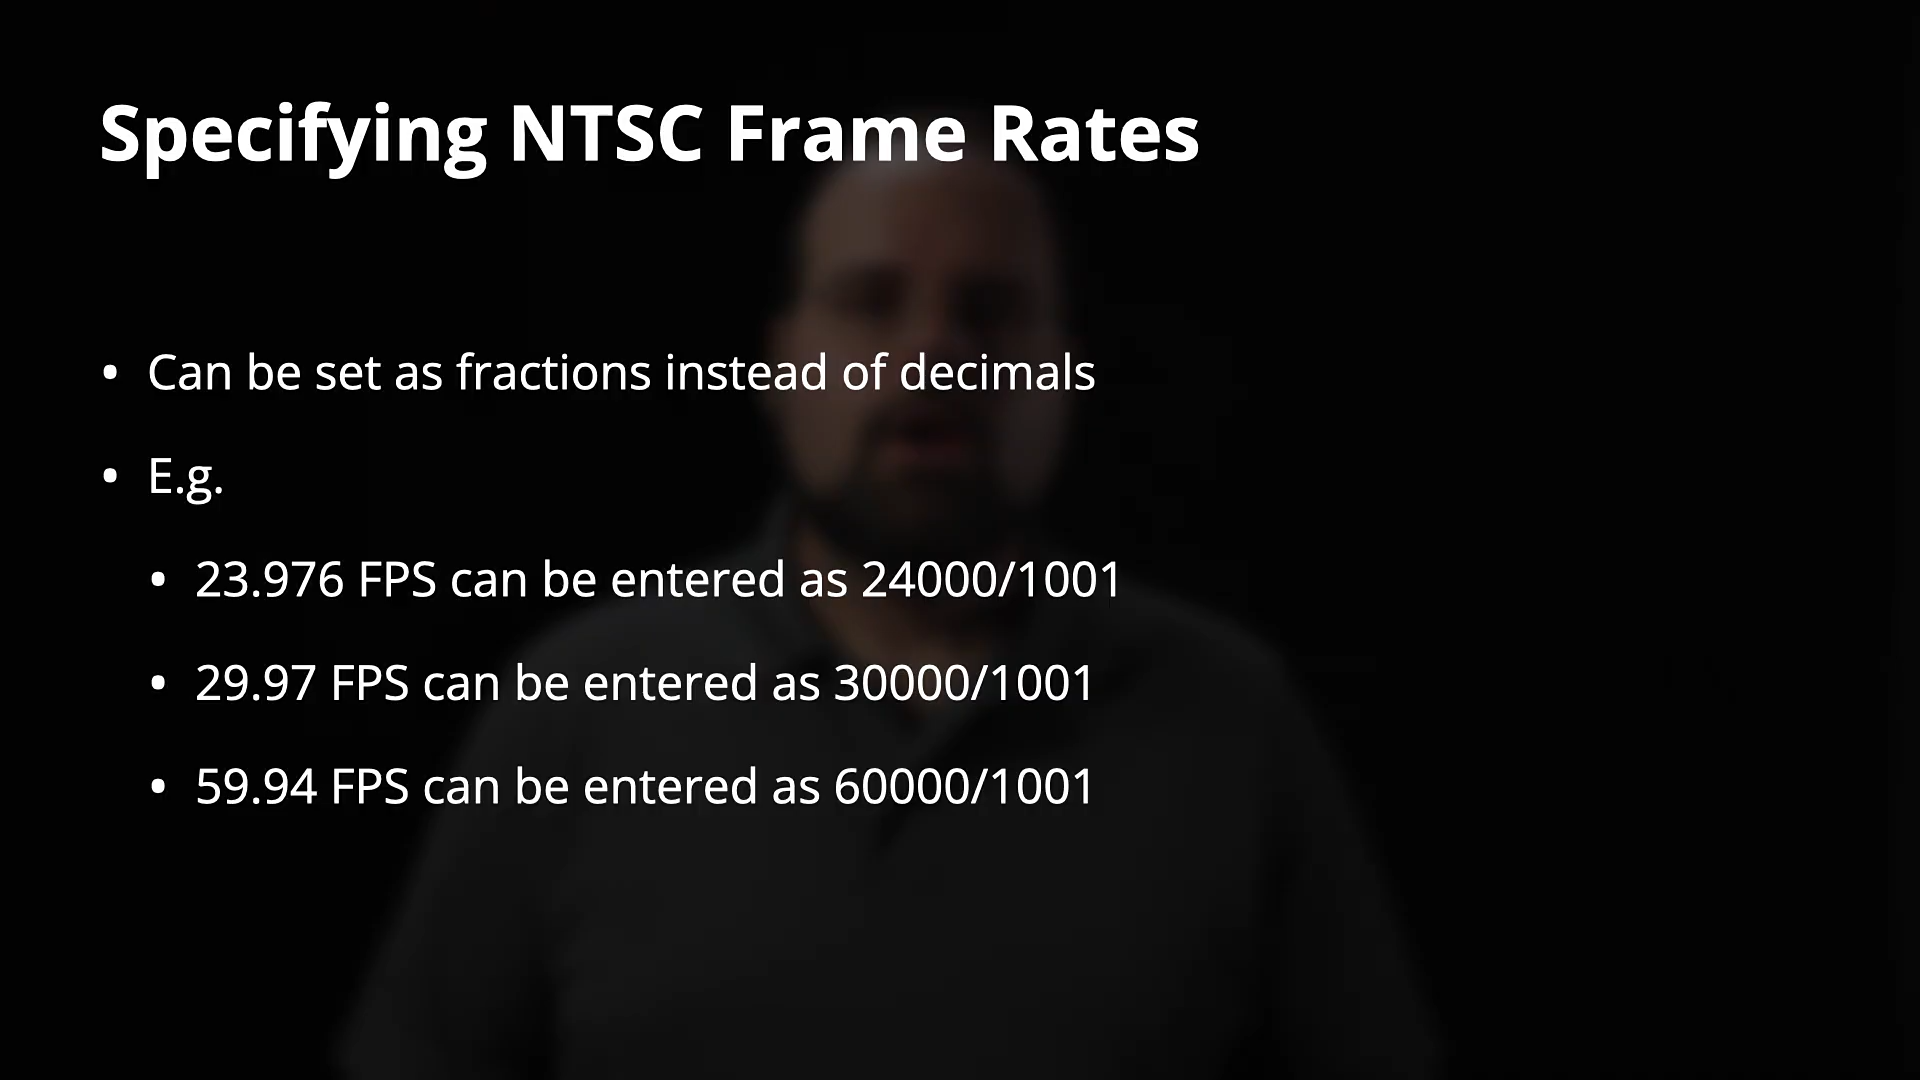 Specifying NTSC Frame Rates
• Can be set as fractions instead of decimals
• E.g.
• 23.976 FPS can be entered as 24000/1001
• 29.97 FPS can be entered as 30000/1001
• 59.94 FPS can be entered as 60000/1001